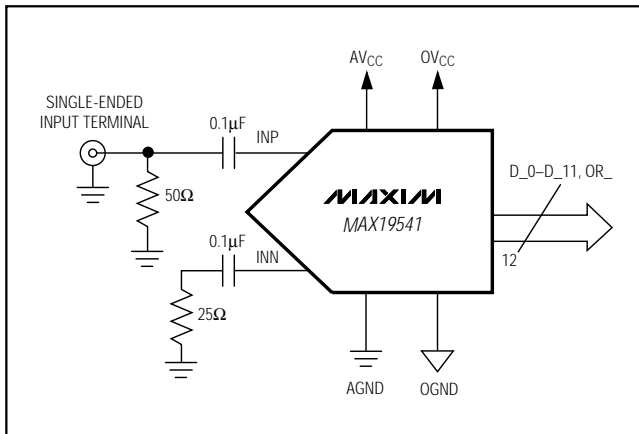 AVCC
OVCC
SINGLE-ENDED
INPUT TERMINAL
0.1μF
INP
D_0–D_11, OR_
50Ω
MAXIM
MAX19541
0.1μF
INN
12
25Ω
AGND
OGND